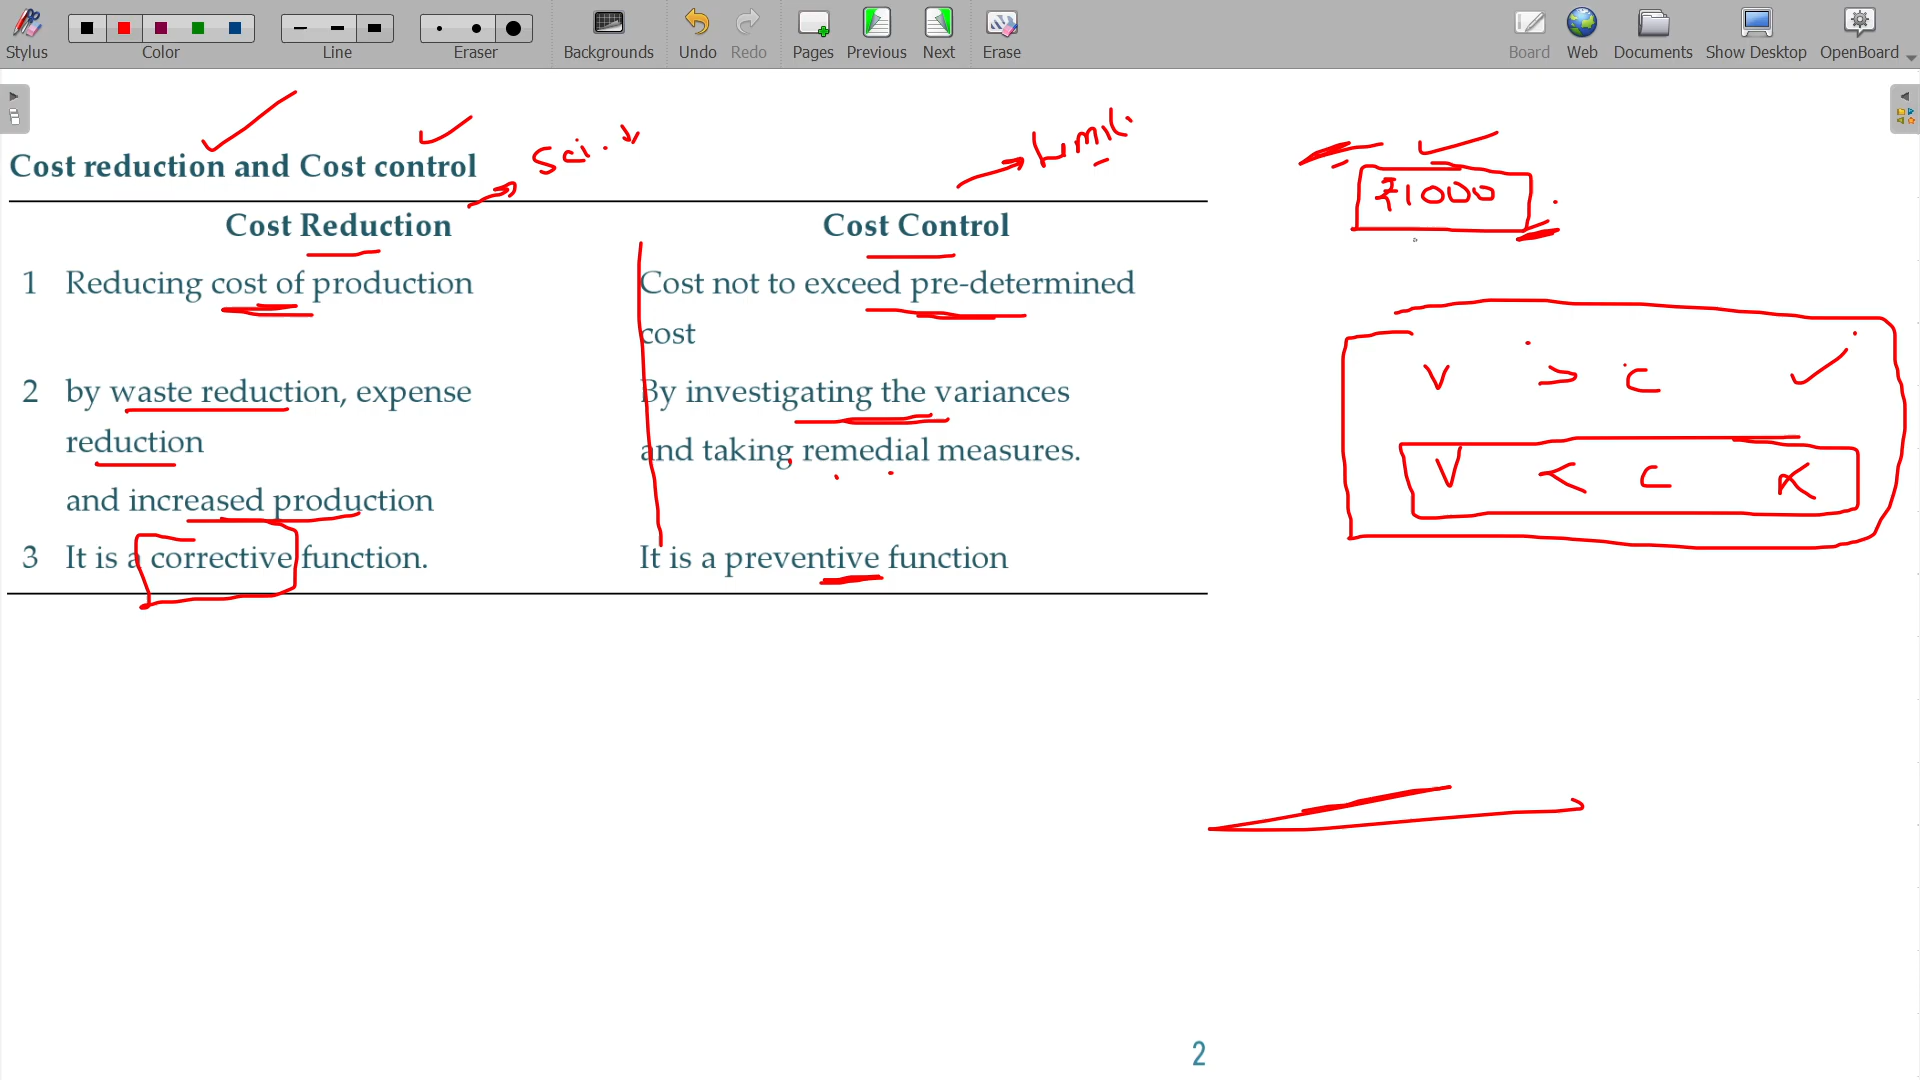 Stylus Color Line Eraser Backgrounds Undo Redo Pages Previous Next Erase Board Web Documents Show Desktop OpenBoard
Cost reduction and Cost control
Sci.
Limit
₹1000
Cost Reduction Cost Control
1 Reducing cost of production Cost not to exceed pre-determined
cost
2 by waste reduction, expense By investigating the variances
reduction and taking remedial measures.
and increased production
3 It is a corrective function. It is a preventive function
V > C
V < C
2